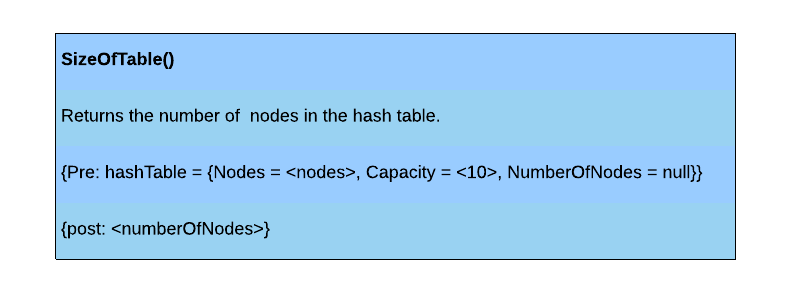 SizeOfTable()
Returns the number of  nodes in the hash table.
{Pre: hashTable = {Nodes = <nodes>, Capacity = <10>, NumberOfNodes = null}}
{post: <numberOfNodes>}